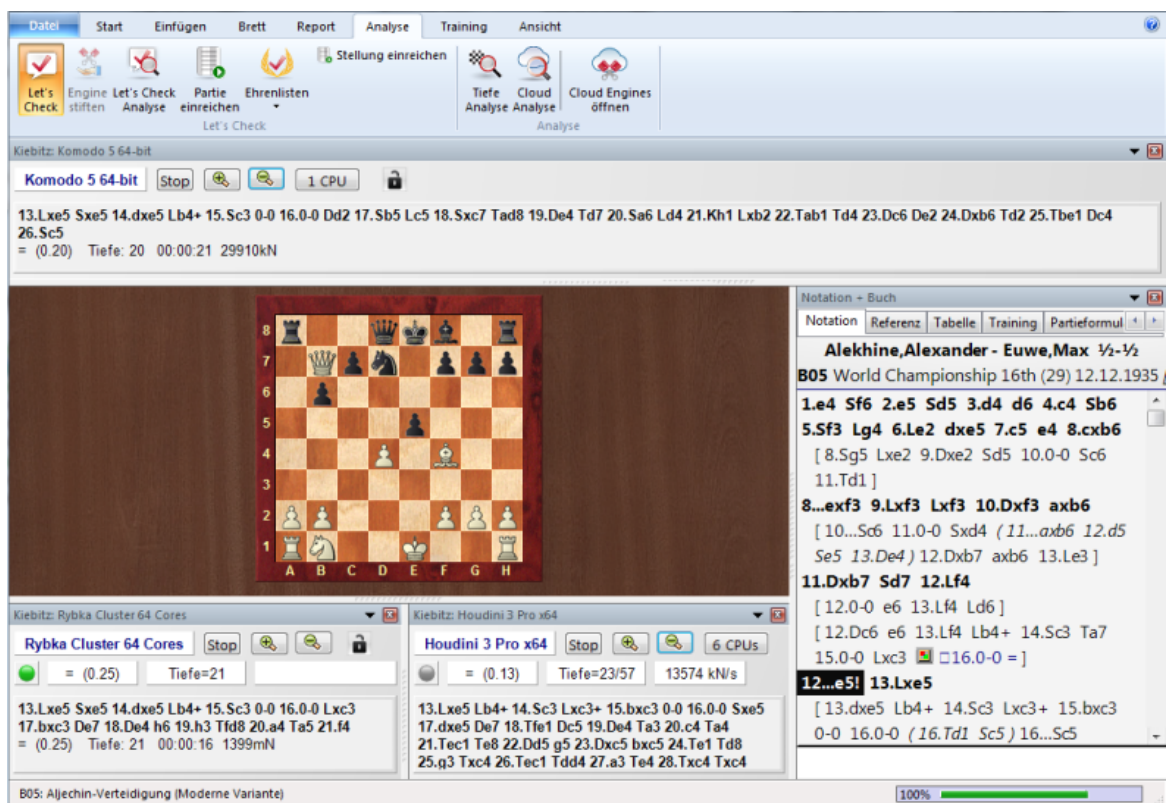 Datei Start Einfügen Brett Report Analyse Training Ansicht
Let's Check
Engine stiften
Let's Check Analyse
Partie einreichen
Ehrenlisten
Stellung einreichen
Tiefe Analyse
Cloud Analyse
Cloud Engines öffnen
Let's Check
Analyse
Kiebitz: Komodo 5 64-bit
Komodo 5 64-bit Stop 1 CPU
13.Lxe5 Sxe5 14.dxe5 Lb4+ 15.Sc3 0-0 16.0-0 Dd2 17.Sb5 Lc5 18.Sxc7 Tad8 19.De4 Td7 20.Sa6 Ld4 21.Kh1 Lxb2 22.Tab1 Td4 23.Dc6 De2 24.Dxb6 Td2 25.Tbe1 Dc4
26.Sc5
= (0.20) Tiefe: 20 00:00:21 29910kN
8
7
6
5
4
3
2
1
A B C D E F G H
Notation + Buch
Notation Referenz Tabelle Training Partieformul
Alekhine,Alexander - Euwe,Max ½-½
B05 World Championship 16th (29) 12.12.1935
1.e4 Sf6 2.e5 Sd5 3.d4 d6 4.c4 Sb6
5.Sf3 Lg4 6.Le2 dxe5 7.c5 e4 8.cxb6
[ 8.Sg5 Lxe2 9.Dxe2 Sd5 10.0-0 Sc6
11.Td1 ]
8...exf3 9.Lxf3 Lxf3 10.Dxf3 axb6
[ 10...Sc6 11.0-0 Sxd4 ( 11...axb6 12.d5
Se5 13.De4 ) 12.Dxb7 axb6 13.Le3 ]
11.Dxb7 Sd7 12.Lf4
[ 12.0-0 e6 13.Lf4 Ld6 ]
[ 12.Dc6 e6 13.Lf4 Lb4+ 14.Sc3 Ta7
15.0-0 Lxc3 □16.0-0 = ]
12...e5! 13.Lxe5
[ 13.dxe5 Lb4+ 14.Sc3 Lxc3+ 15.bxc3
0-0 16.0-0 ( 16.Td1 Sc5 ) 16...Sc5
Kiebitz: Rybka Cluster 64 Cores
Rybka Cluster 64 Cores Stop
= (0.25) Tiefe=21
13.Lxe5 Sxe5 14.dxe5 Lb4+ 15.Sc3 0-0 16.0-0 Lxc3
17.bxc3 De7 18.De4 h6 19.h3 Tfd8 20.a4 Ta5 21.f4
= (0.25) Tiefe: 21 00:00:16 1399mN
Kiebitz: Houdini 3 Pro x64
Houdini 3 Pro x64 Stop 6 CPUs
= (0.13) Tiefe=23/57 13574 kN/s
13.Lxe5 Lb4+ 14.Sc3 Lxc3+ 15.bxc3 0-0 16.0-0 Sxe5
17.dxe5 De7 18.Tfe1 Dc5 19.De4 Ta3 20.c4 Ta4
21.Tec1 Te8 22.Dd5 g5 23.Dxc5 bxc5 24.Te1 Td8
25.g3 Txc4 26.Tec1 Tdd4 27.a3 Te4 28.Txc4 Txc4
B05: Aljechin-Verteidigung (Moderne Variante)
100%